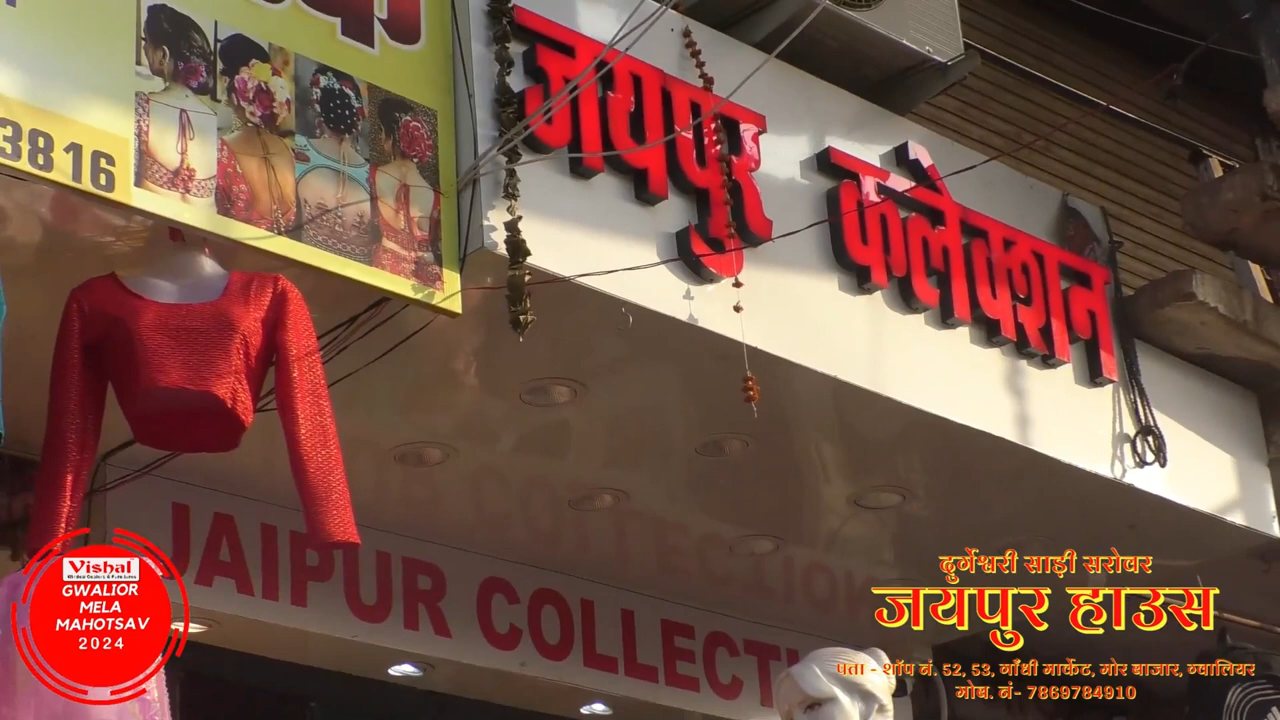 3816
जयपुर कलेक्शन
JAIPUR COLLECTI
Vishal
GWALIOR
MELA
MAHOTSAV
2024
दुर्गेश्वरी साड़ी सरोवर
जयपुर हाउस
पता - शॉप नं. 52, 53, गाँधी मार्केट, मोर बाजार, ग्वालियर
मोब. नं- 7869784910